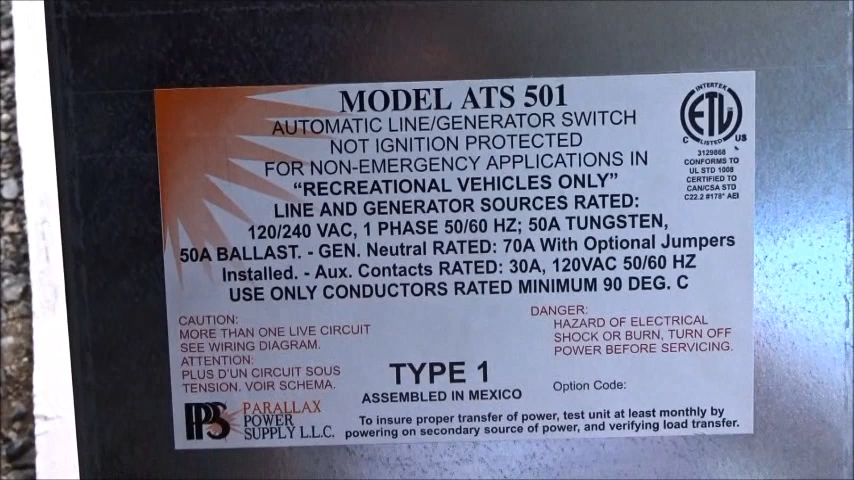 MODEL ATS 501
AUTOMATIC LINE/GENERATOR SWITCH
NOT IGNITION PROTECTED
FOR NON-EMERGENCY APPLICATIONS IN
“RECREATIONAL VEHICLES ONLY”
LINE AND GENERATOR SOURCES RATED:
120/240 VAC, 1 PHASE 50/60 HZ; 50A TUNGSTEN,
50A BALLAST. - GEN. Neutral RATED: 70A With Optional Jumpers
Installed. - Aux. Contacts RATED: 30A, 120VAC 50/60 HZ
USE ONLY CONDUCTORS RATED MINIMUM 90 DEG. C
INTERTEK
ETL
C US
LISTED
3129868
CONFORMS TO
UL STD 1008
CERTIFIED TO
CAN/CSA STD
C22.2 #178" AEI
CAUTION:
MORE THAN ONE LIVE CIRCUIT
SEE WIRING DIAGRAM.
ATTENTION:
PLUS D'UN CIRCUIT SOUS
TENSION. VOIR SCHEMA.
DANGER:
HAZARD OF ELECTRICAL
SHOCK OR BURN, TURN OFF
POWER BEFORE SERVICING.
TYPE 1
ASSEMBLED IN MEXICO
Option Code:
PPS
PARALLAX
POWER
SUPPLY L.L.C.
To insure proper transfer of power, test unit at least monthly by
powering on secondary source of power, and verifying load transfer.